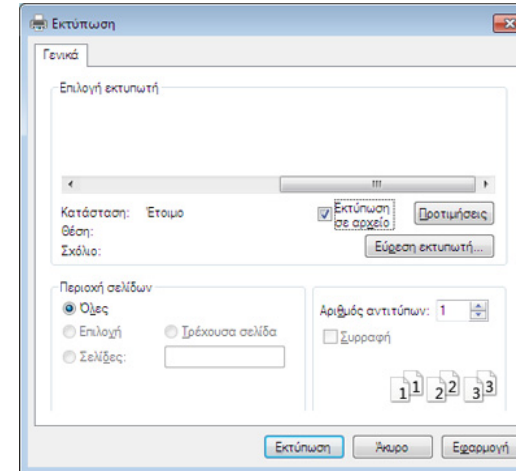 Εκτύπωση
Γενικά
Επιλογή εκτυπωτή
Κατάσταση: Έτοιμο
Θέση:
Σχόλιο:
Εκτύπωση
σε αρχείο
Προτιμήσεις
Εύρεση εκτυπωτή...
Περιοχή σελίδων
Όλες
Επιλογή Τρέχουσα σελίδα
Σελίδες:
Αριθμός αντιτύπων: 1
Συρραφή
1 1 2 2 3 3
Εκτύπωση Άκυρο Εφαρμογή